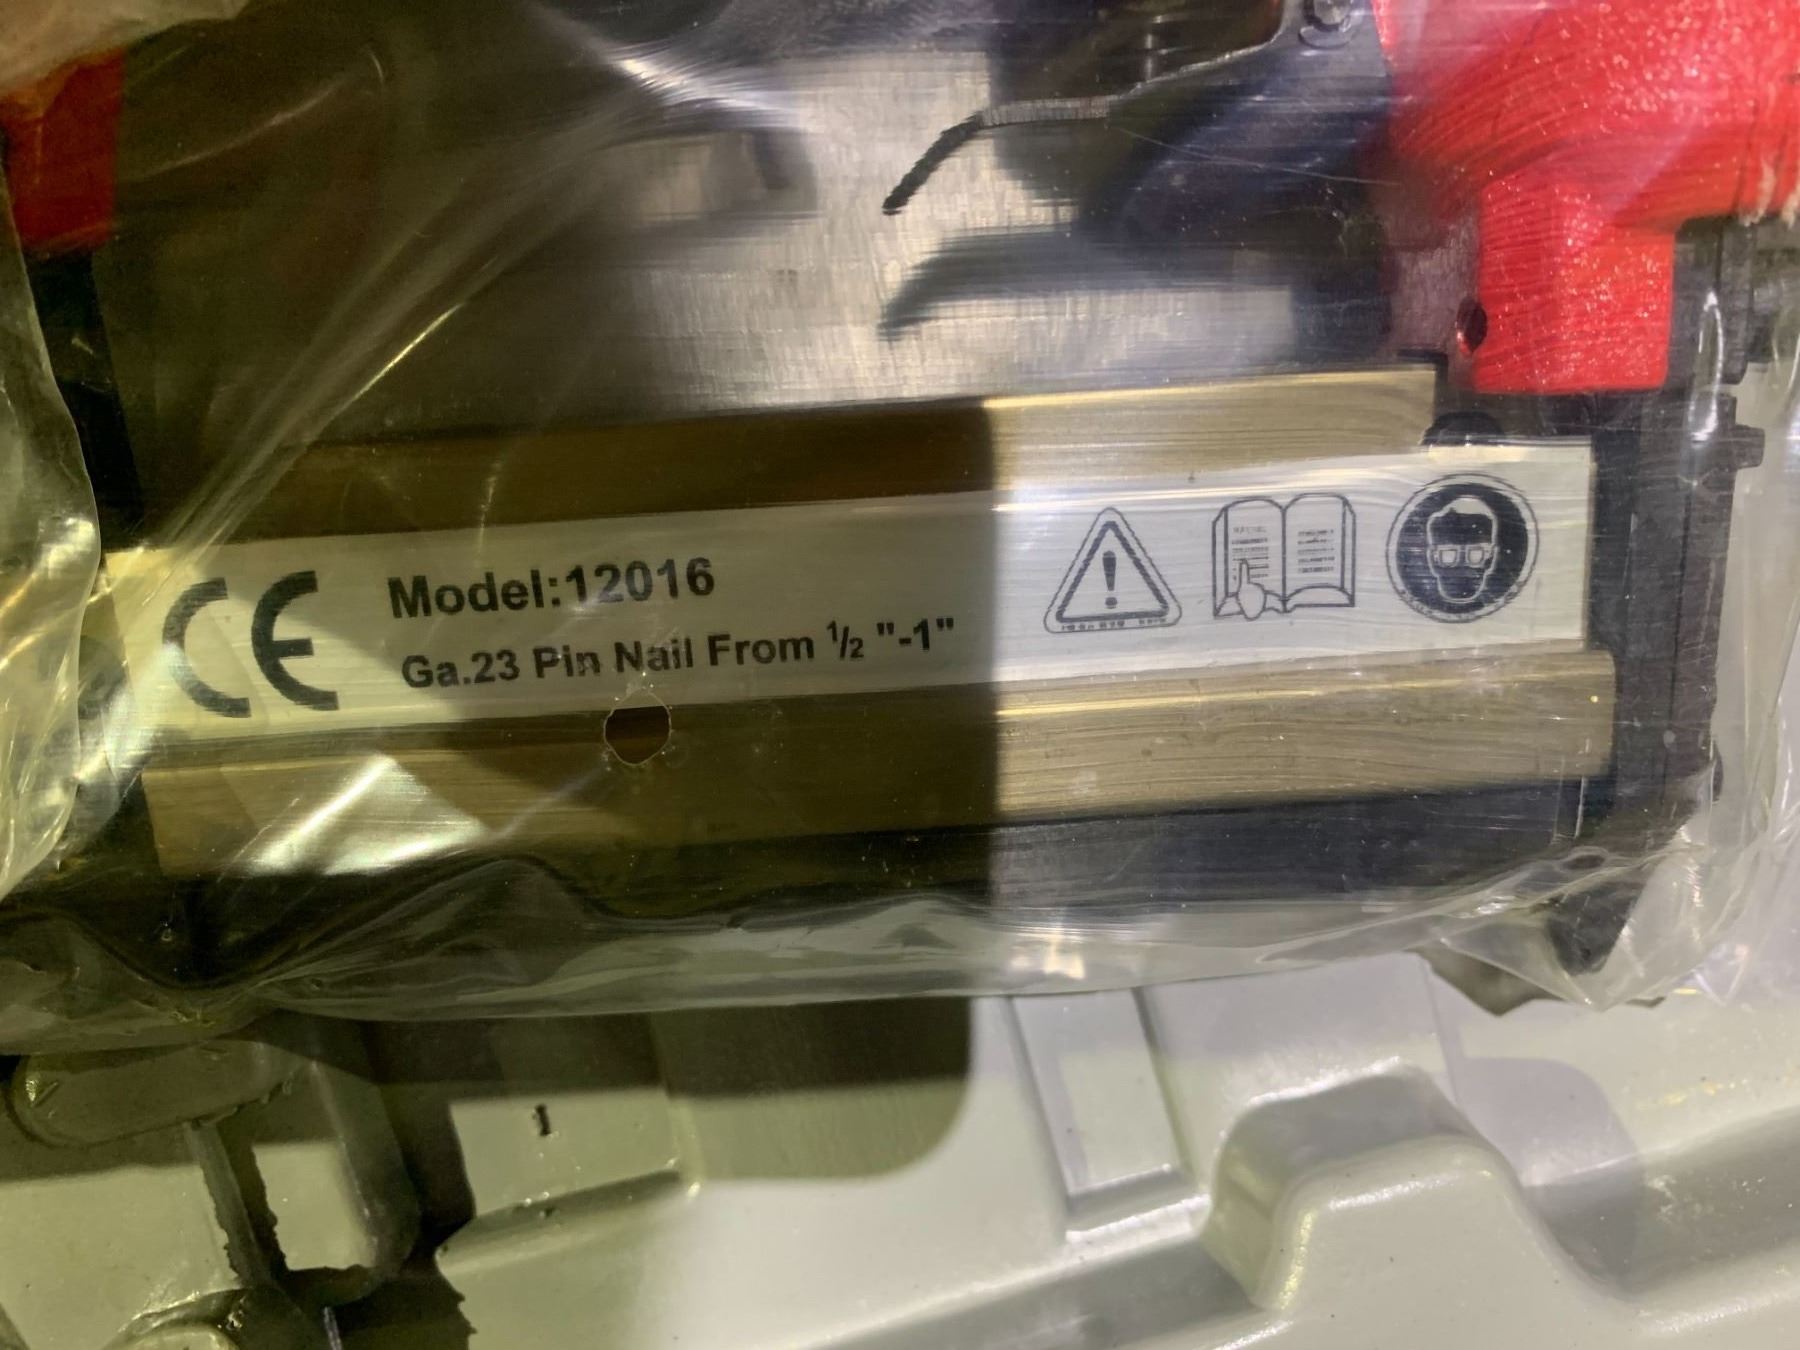 CE
Model:12016
Ga.23 Pin Nail From ½ "-1"